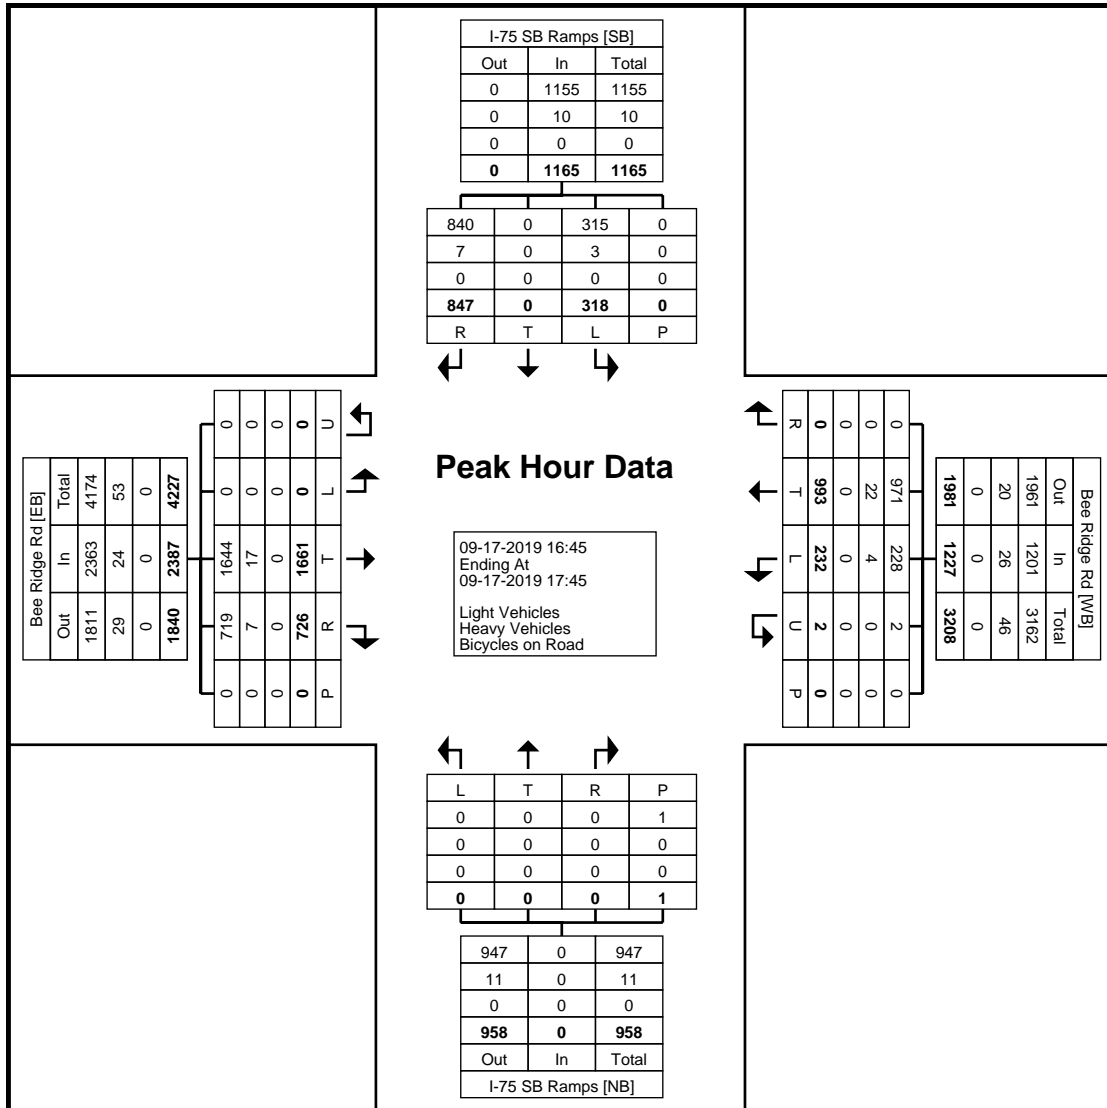 I-75 SB Ramps [SB]
Out In Total
0 1155 1155
0 10 10
0 0 0
0 1165 1165
840 0 315 0
7 0 3 0
0 0 0 0
847 0 318 0
R T L P
Bee Ridge Rd [EB]
Out In Total
1811 2363 4174
29 24 53
0 0 0
1840 2387 4227
0 0 1644 719 0
0 0 17 7 0
0 0 0 0 0
0 0 1661 726 0
U L T R P
Peak Hour Data
09-17-2019 16:45
Ending At
09-17-2019 17:45
Light Vehicles
Heavy Vehicles
Bicycles on Road
Bee Ridge Rd [WB]
Out In Total
1961 1201 3162
20 26 46
0 0 0
1981 1227 3208
0 971 228 2 0
0 22 4 0 0
0 0 0 0 0
0 993 232 2 0
R T L U P
L T R P
0 0 0 1
0 0 0 0
0 0 0 0
0 0 0 1
947 0 947
11 0 11
0 0 0
958 0 958
Out In Total
I-75 SB Ramps [NB]